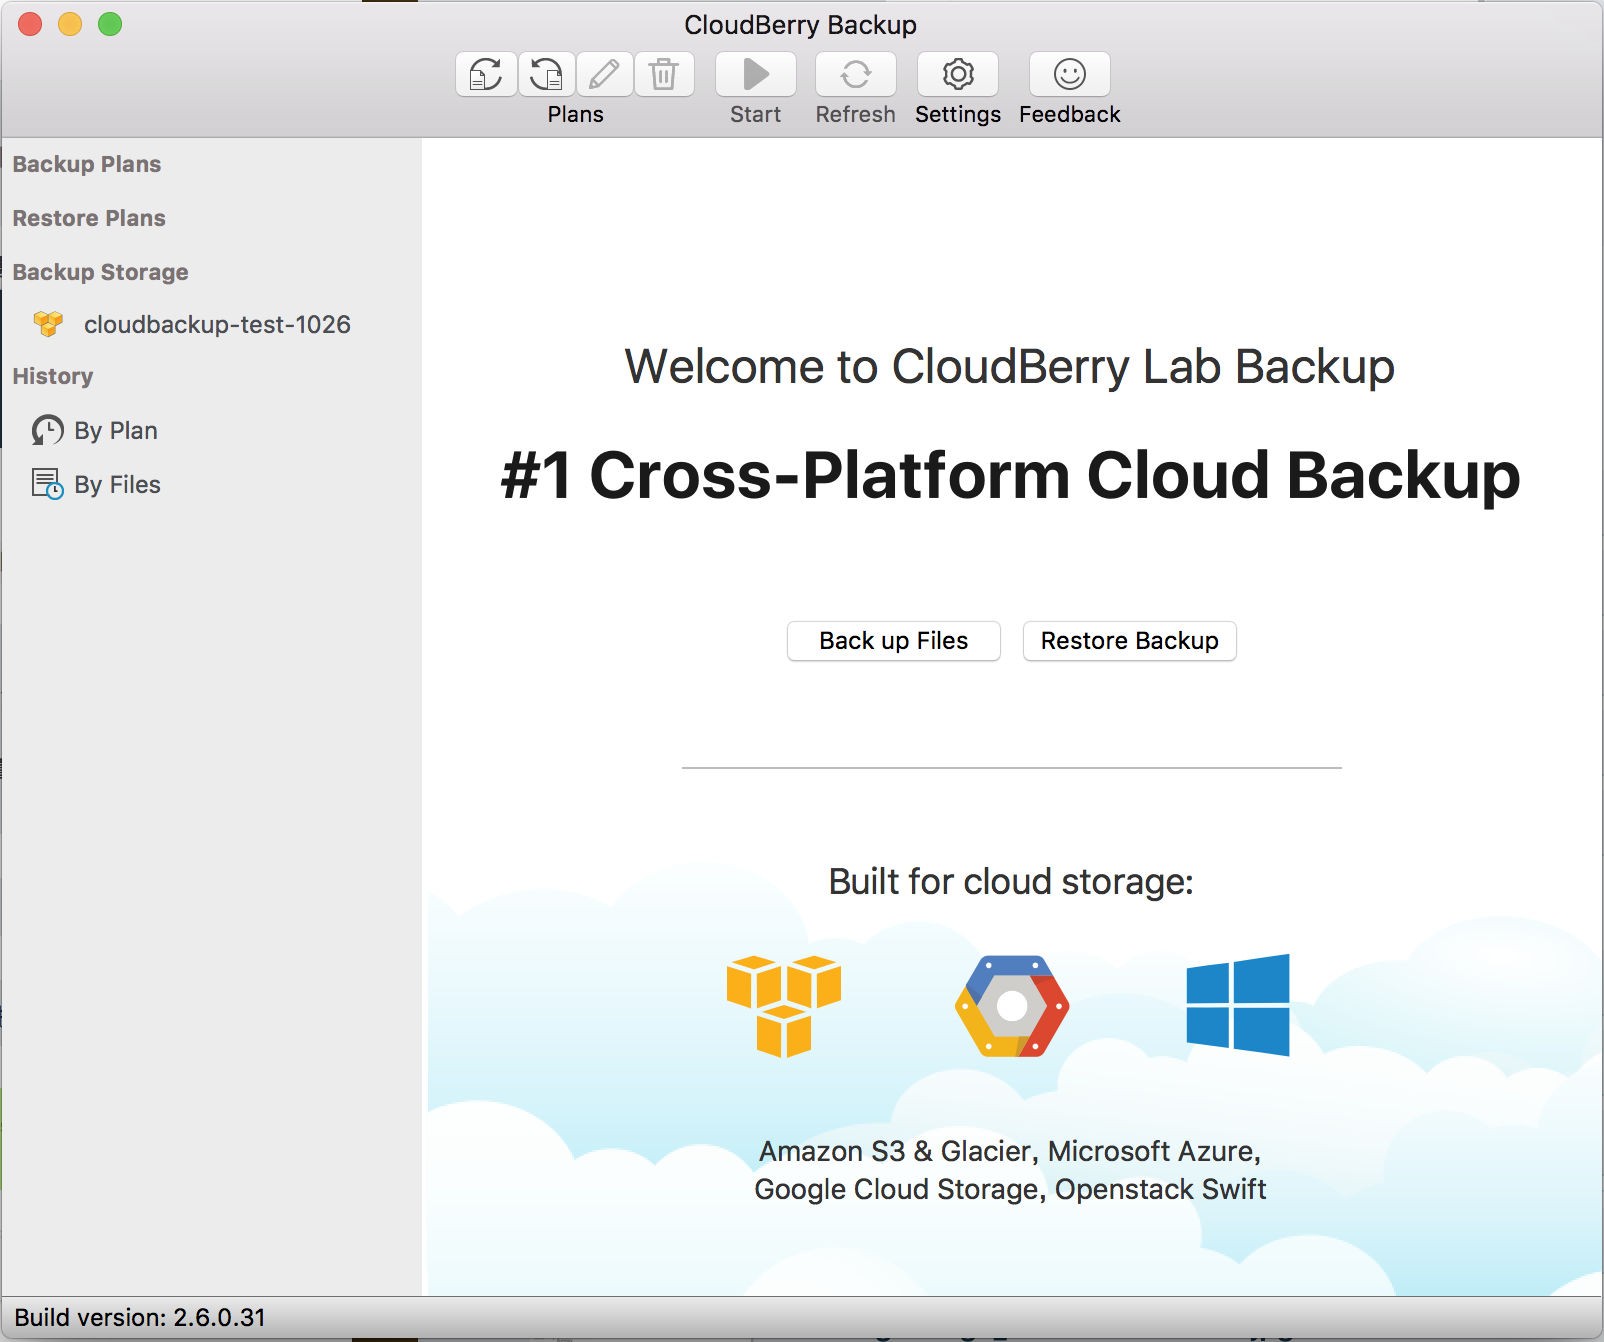 CloudBerry Backup
Plans
Start
Refresh
Settings
Feedback
Backup Plans
Restore Plans
Backup Storage
cloudbackup-test-1026
History
By Plan
By Files
Welcome to CloudBerry Lab Backup
#1 Cross-Platform Cloud Backup
Back up Files
Restore Backup
Built for cloud storage:
Amazon S3 & Glacier, Microsoft Azure,
Google Cloud Storage, Openstack Swift
Build version: 2.6.0.31